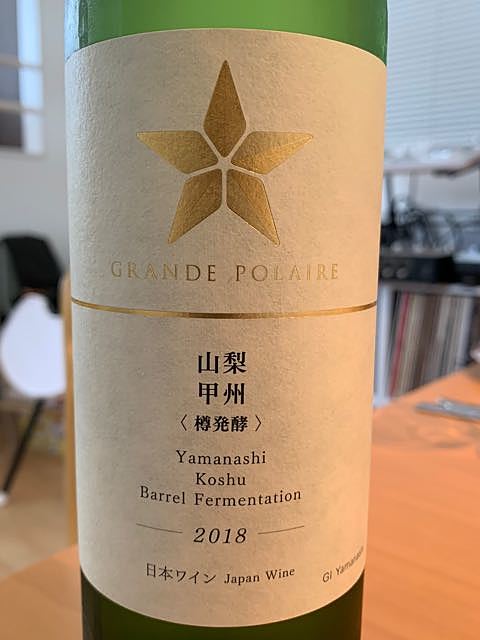 GRANDE POLAIRE
山梨
甲州
〈 樽発酵 〉
Yamanashi
Koshu
Barrel Fermentation
2018
日本ワイン Japan Wine
GI Yamanashi